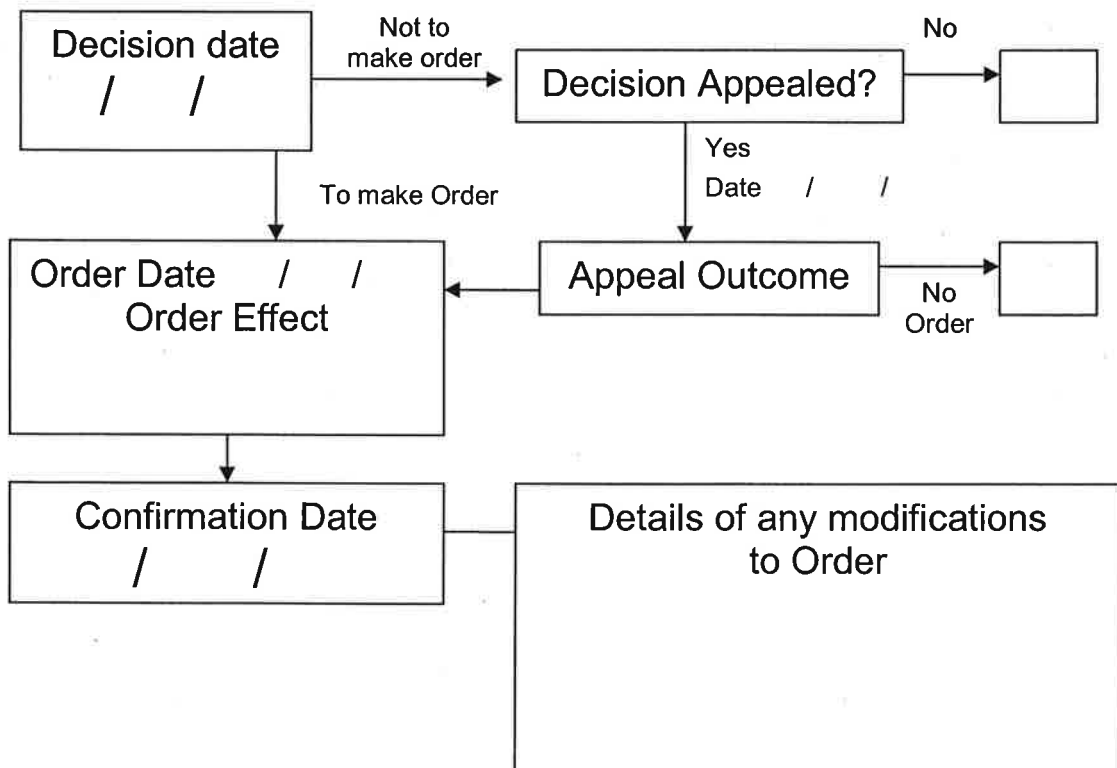 Decision date
/ /
Not to
make order
Decision Appealed?
No
Yes
Date / /
To make Order
Order Date / /
Order Effect
Appeal Outcome
No
Order
Confirmation Date
/ /
Details of any modifications
to Order